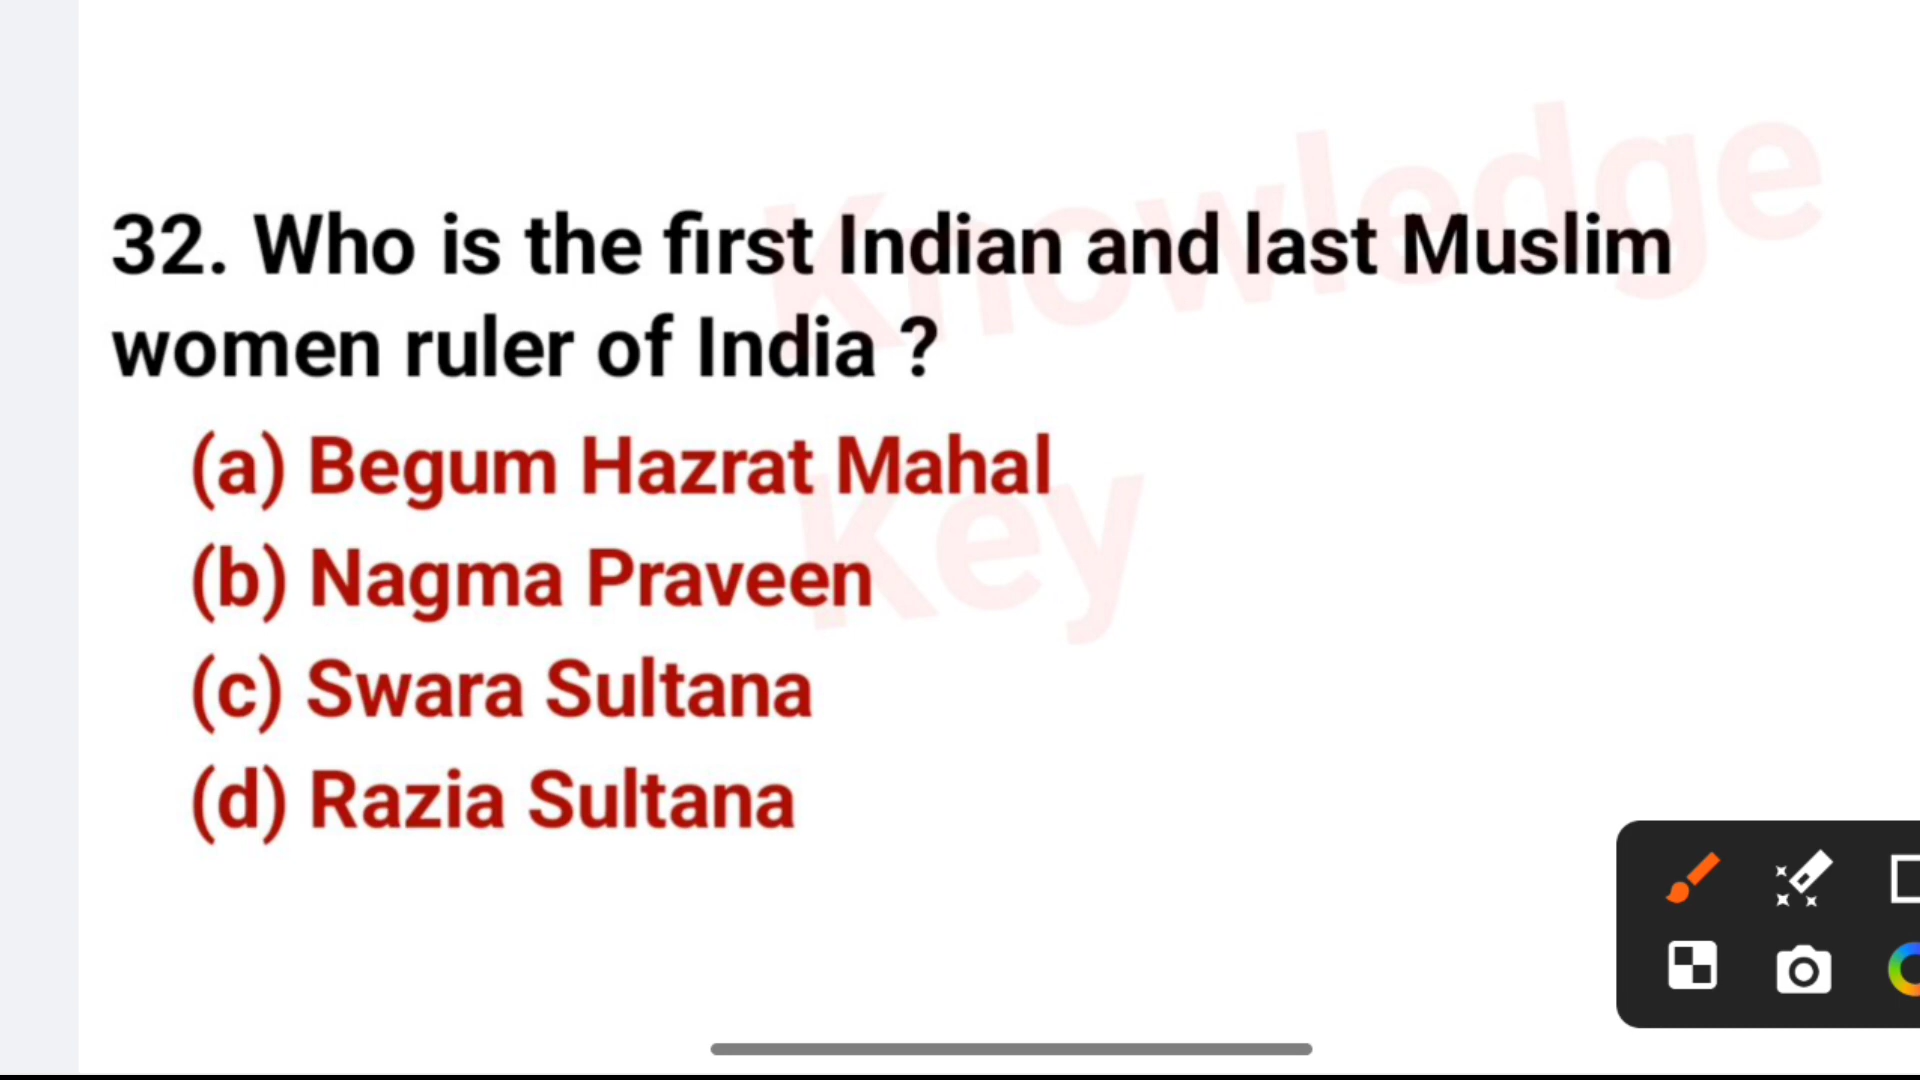 Knowledge
32. Who is the first Indian and last Muslim
women ruler of India ?
(a) Begum Hazrat Mahal
Key
(b) Nagma Praveen
(c) Swara Sultana
(d) Razia Sultana